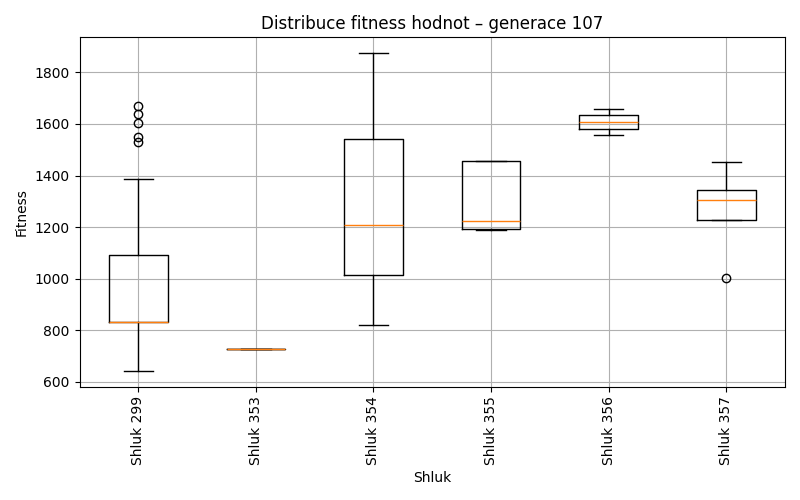 Distribuce fitness hodnot – generace 107
Fitness
1800
1600
1400
1200
1000
800
600
Shluk 299
Shluk 353
Shluk 354
Shluk 355
Shluk 356
Shluk 357
Shluk